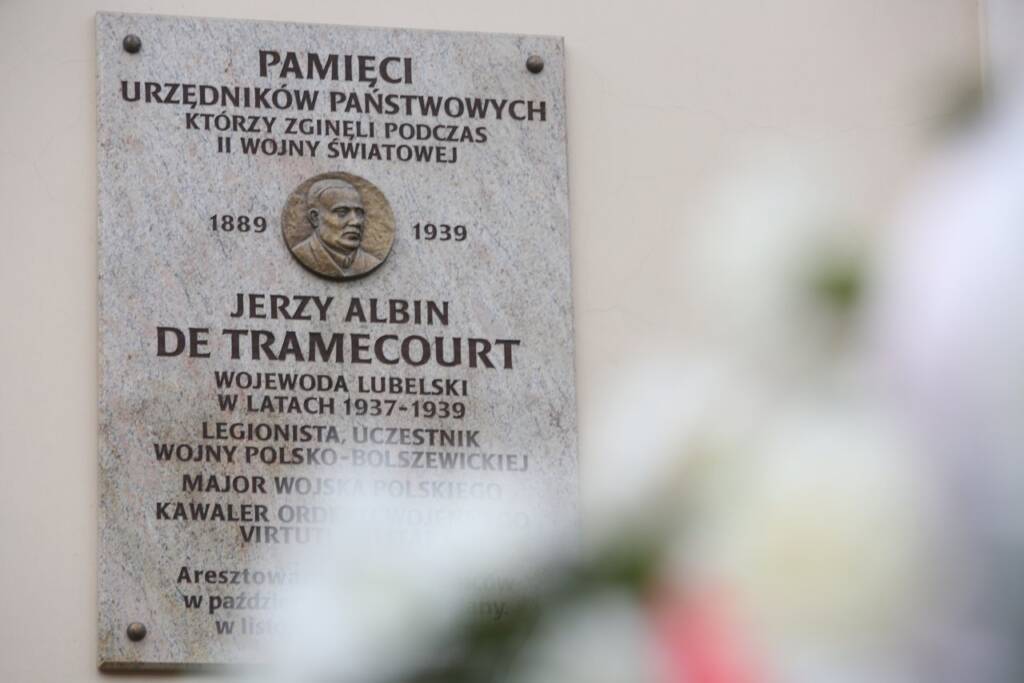 PAMIĘCI
URZĘDNIKÓW PAŃSTWOWYCH
KTÓRZY ZGINĘLI PODCZAS
II WOJNY ŚWIATOWEJ
1889 1939
JERZY ALBIN
DE TRAMECOURT
WOJEWODA LUBELSKI
W LATACH 1937-1939
LEGIONISTA, UCZESTNIK
WOJNY POLSKO-BOLSZEWICKIEJ
MAJOR WOJSKA POLSKIEGO
KAWALER
w
w